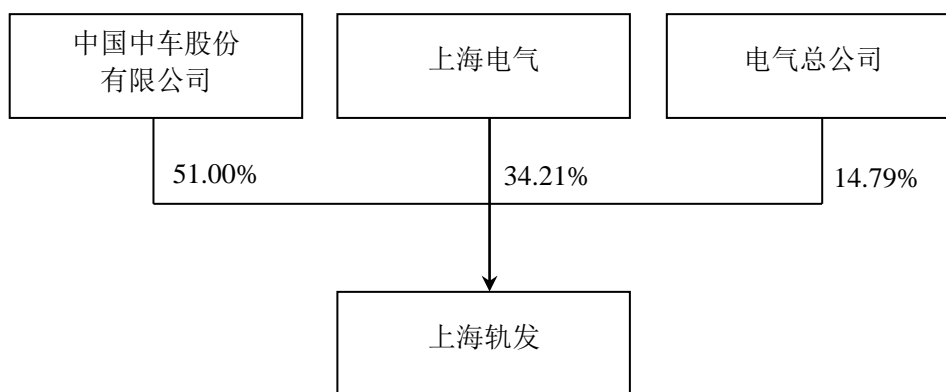 中国中车股份
有限公司
上海电气
电气总公司
51.00%
34.21%
14.79%
上海轨发